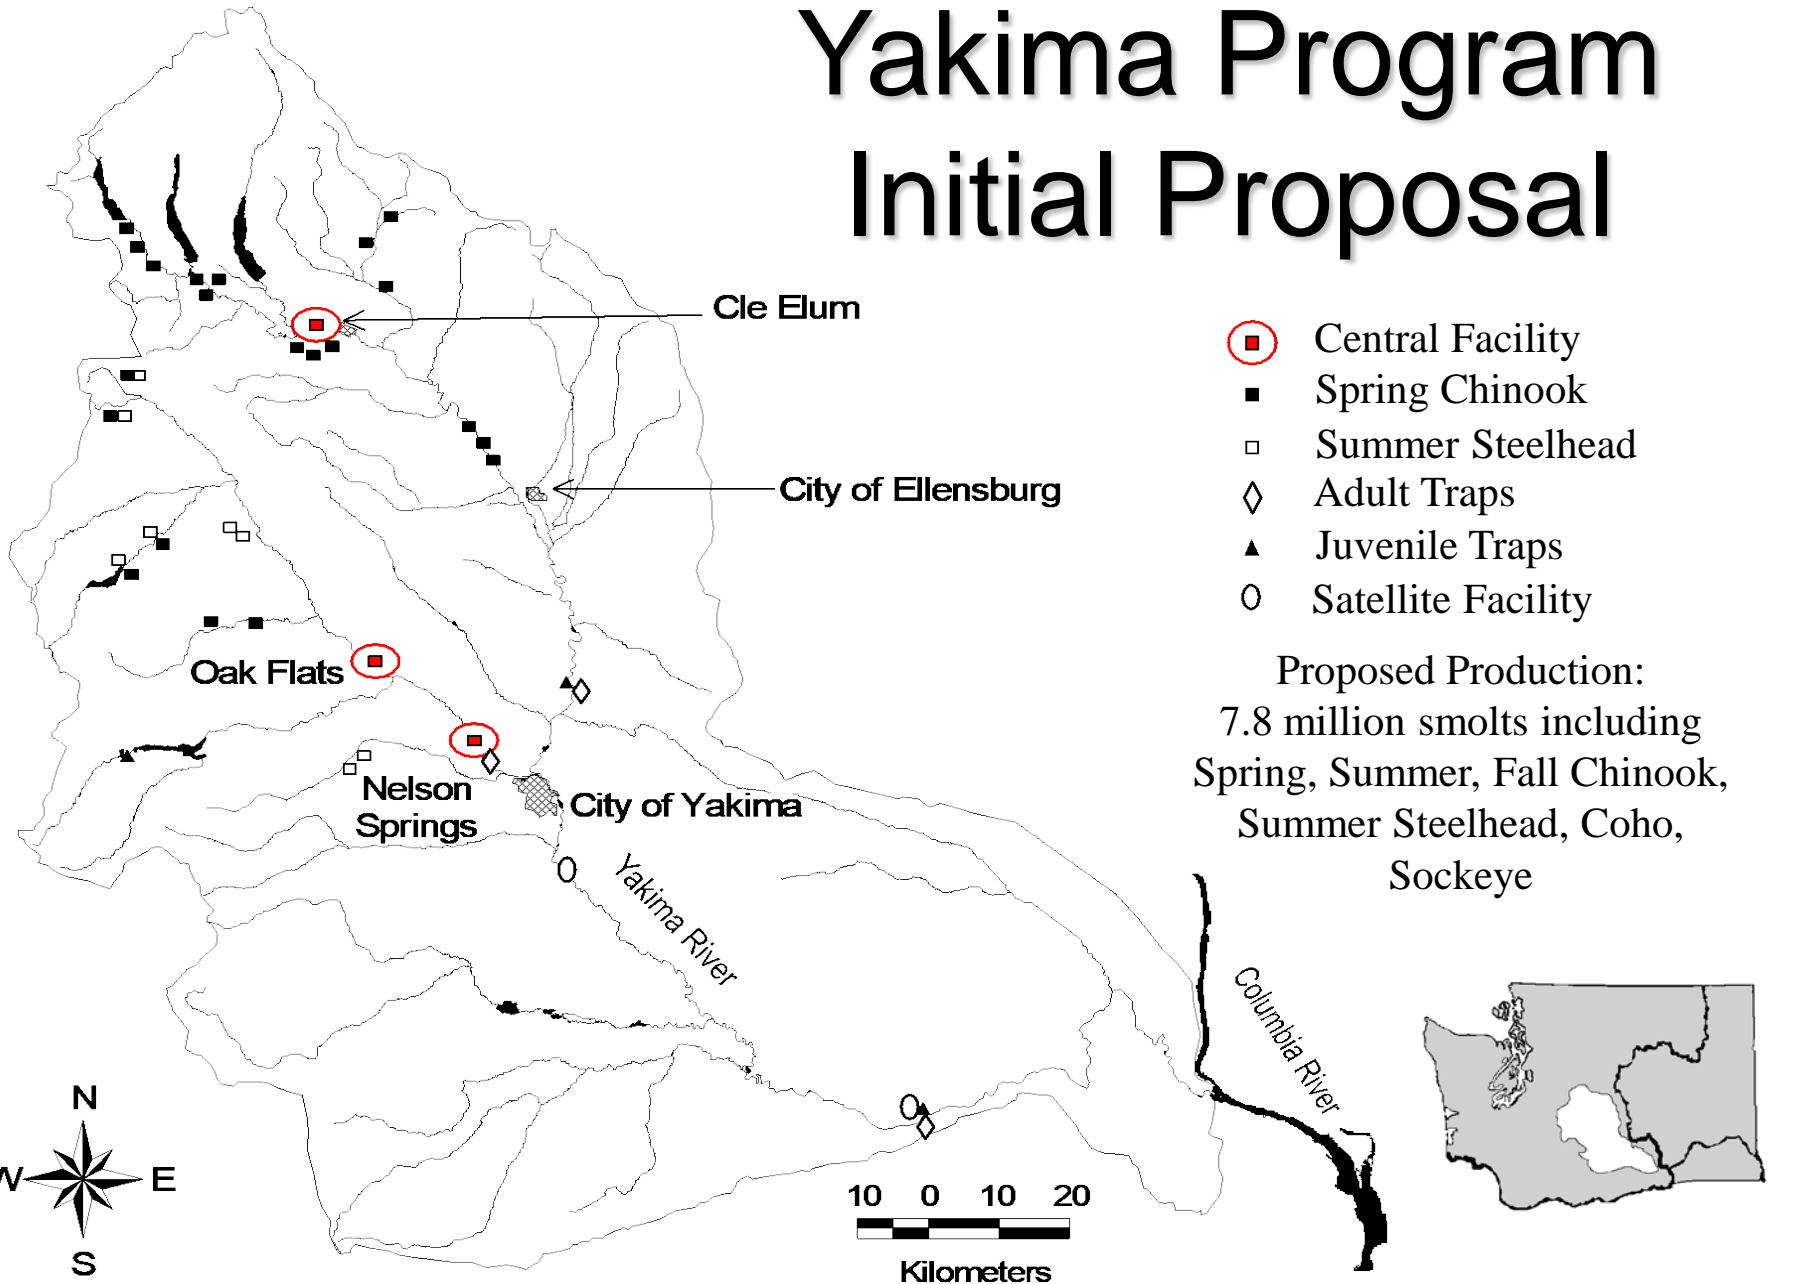 Yakima Program
Initial Proposal
Cle Elum
City of Ellensburg
Oak Flats
Nelson
Springs
City of Yakima
Yakima River
Columbia River
Central Facility
Spring Chinook
Summer Steelhead
Adult Traps
Juvenile Traps
Satellite Facility
Proposed Production:
7.8 million smolts including
Spring, Summer, Fall Chinook,
Summer Steelhead, Coho,
Sockeye
N
W E
S
10 0 10 20
Kilometers